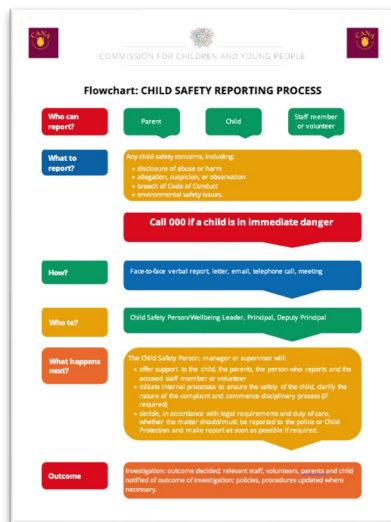 CANA
CANA
COMMISSION FOR CHILDREN AND YOUNG PEOPLE
Flowchart: CHILD SAFETY REPORTING PROCESS
Who can
report?
Parent
Child
Staff member
or volunteer
What to
report?
Any child safety concerns, including:
• disclosure of abuse or harm
• allegation, suspicion, or observation
• breach of Code of Conduct
• environmental safety issues.
Call 000 if a child is in immediate danger
How?
Face-to-face verbal report, letter, email, telephone call, meeting
Who to?
Child Safety Person/Wellbeing Leader, Principal, Deputy Principal
What happens
next?
The Child Safety Person, manager or supervisor will:
• offer support to the child, the parents, the person who reports and the
accused staff member or volunteer
• initiate internal processes to ensure the safety of the child, clarify the
nature of the complaint and commence disciplinary process (if
required)
• decide, in accordance with legal requirements and duty of care,
whether the matter should/must be reported to the police or Child
Protection and make report as soon as possible if required.
Outcome
Investigation: outcome decided; relevant staff, volunteers, parents and child
notified of outcome of investigation; policies, procedures updated where
necessary.